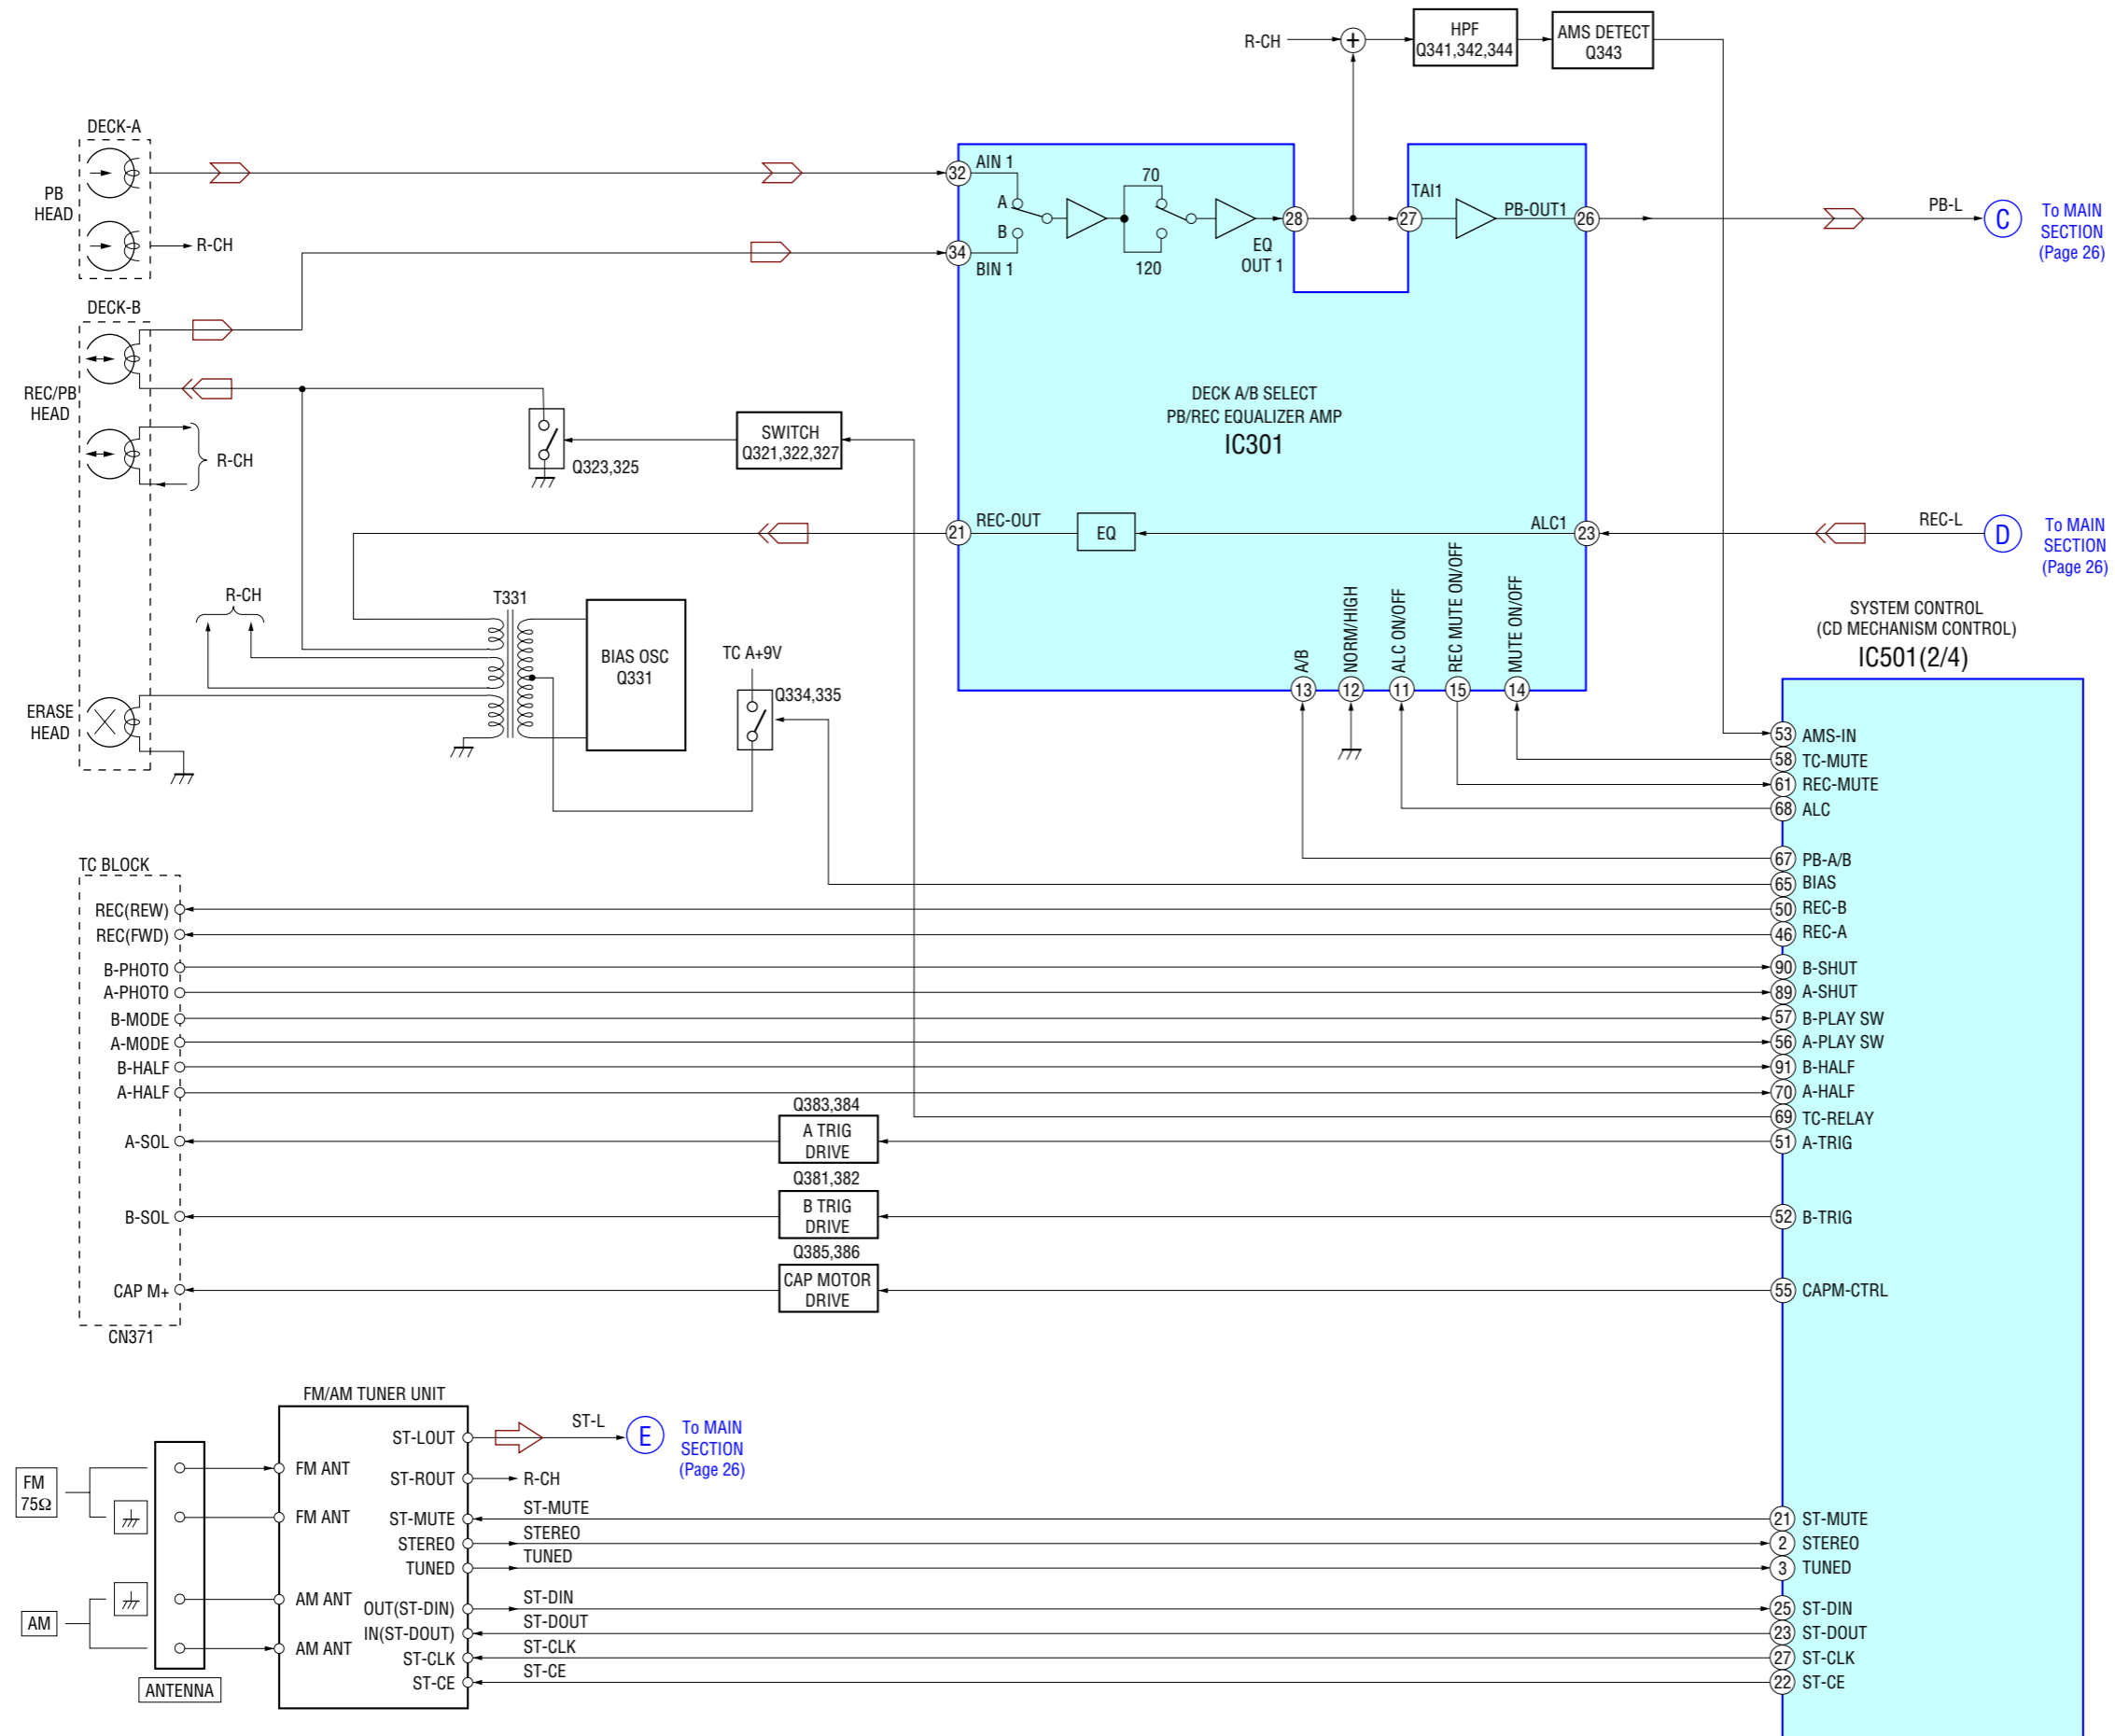 R-CH
HPF
Q341,342,344
AMS DETECT
Q343
DECK-A
PB
HEAD
R-CH
32
AIN 1
A
B
70
120
34
BIN 1
28
EQ
OUT 1
27
TAI1
PB-OUT1
26
PB-L
C
To MAIN
SECTION
(Page 26)
DECK-B
REC/PB
HEAD
R-CH
Q323,325
SWITCH
Q321,322,327
DECK A/B SELECT
PB/REC EQUALIZER AMP
IC301
21
REC-OUT
EQ
ALC1
23
REC-L
D
To MAIN
SECTION
(Page 26)
R-CH
T331
BIAS OSC
Q331
TC A+9V
Q334,335
ERASE
HEAD
A/B
NORM/HIGH
ALC ON/OFF
REC MUTE ON/OFF
MUTE ON/OFF
13
12
11
15
14
SYSTEM CONTROL
(CD MECHANISM CONTROL)
IC501(2/4)
53 AMS-IN
58 TC-MUTE
61 REC-MUTE
68 ALC
67 PB-A/B
65 BIAS
50 REC-B
46 REC-A
90 B-SHUT
89 A-SHUT
57 B-PLAY SW
56 A-PLAY SW
91 B-HALF
70 A-HALF
69 TC-RELAY
51 A-TRIG
52 B-TRIG
55 CAPM-CTRL
TC BLOCK
REC(REW)
REC(FWD)
B-PHOTO
A-PHOTO
B-MODE
A-MODE
B-HALF
A-HALF
A-SOL
B-SOL
CAP M+
CN371
Q383,384
A TRIG
DRIVE
Q381,382
B TRIG
DRIVE
Q385,386
CAP MOTOR
DRIVE
FM/AM TUNER UNIT
FM
75Ω
AM
ANTENNA
FM ANT
FM ANT
AM ANT
AM ANT
ST-LOUT
ST-ROUT
ST-MUTE
STEREO
TUNED
OUT(ST-DIN)
IN(ST-DOUT)
ST-CLK
ST-CE
ST-L
E
To MAIN
SECTION
(Page 26)
R-CH
ST-MUTE
STEREO
TUNED
ST-DIN
ST-DOUT
ST-CLK
ST-CE
21 ST-MUTE
2 STEREO
3 TUNED
25 ST-DIN
23 ST-DOUT
27 ST-CLK
22 ST-CE